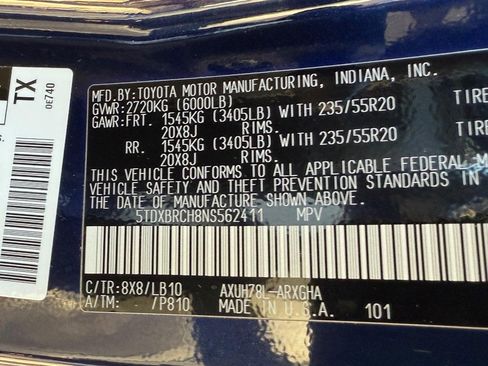 TX
0E740
MFD.BY:TOYOTA MOTOR MANUFACTURING, INDIANA, INC.
GVWR:2720KG (6000LB)
GAWR:FRT. 1545KG (3405LB) WITH 235/55R20 TIRE
20X8J RIMS.
RR. 1545KG (3405LB) WITH 235/55R20 TIRE
20X8J RIMS.
THIS VEHICLE CONFORMS TO ALL APPLICABLE FEDERAL
VEHICLE SAFETY AND THEFT PREVENTION STANDARDS IN
THE DATE OF MANUFACTURE SHOWN ABOVE.
5TDXBRCH8NS562411 MPV
C/TR:8X8/LB10 AXUH78L-ARXGHA
A/TM: /P810 MADE IN U.S.A. 101